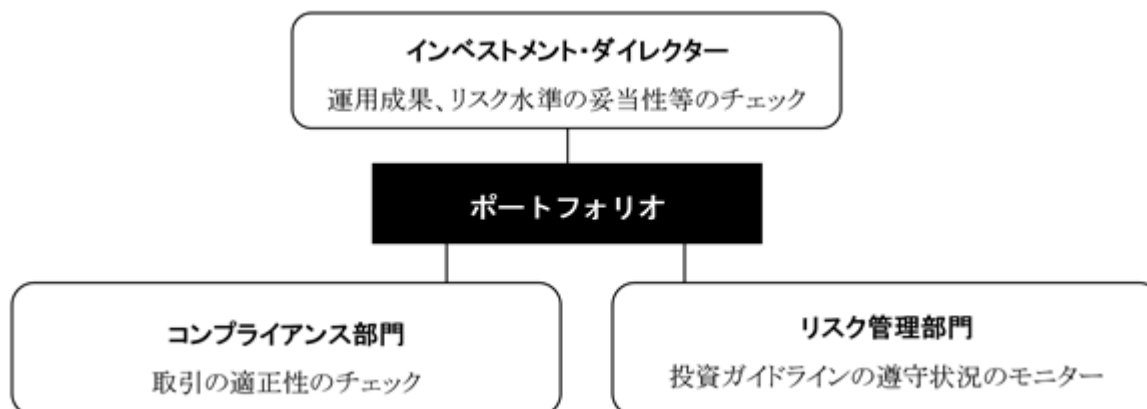 インベストメント・ダイレクター
運用成果、リスク水準の妥当性等のチェック
ポートフォリオ
コンプライアンス部門
取引の適正性のチェック
リスク管理部門
投資ガイドラインの遵守状況のモニター